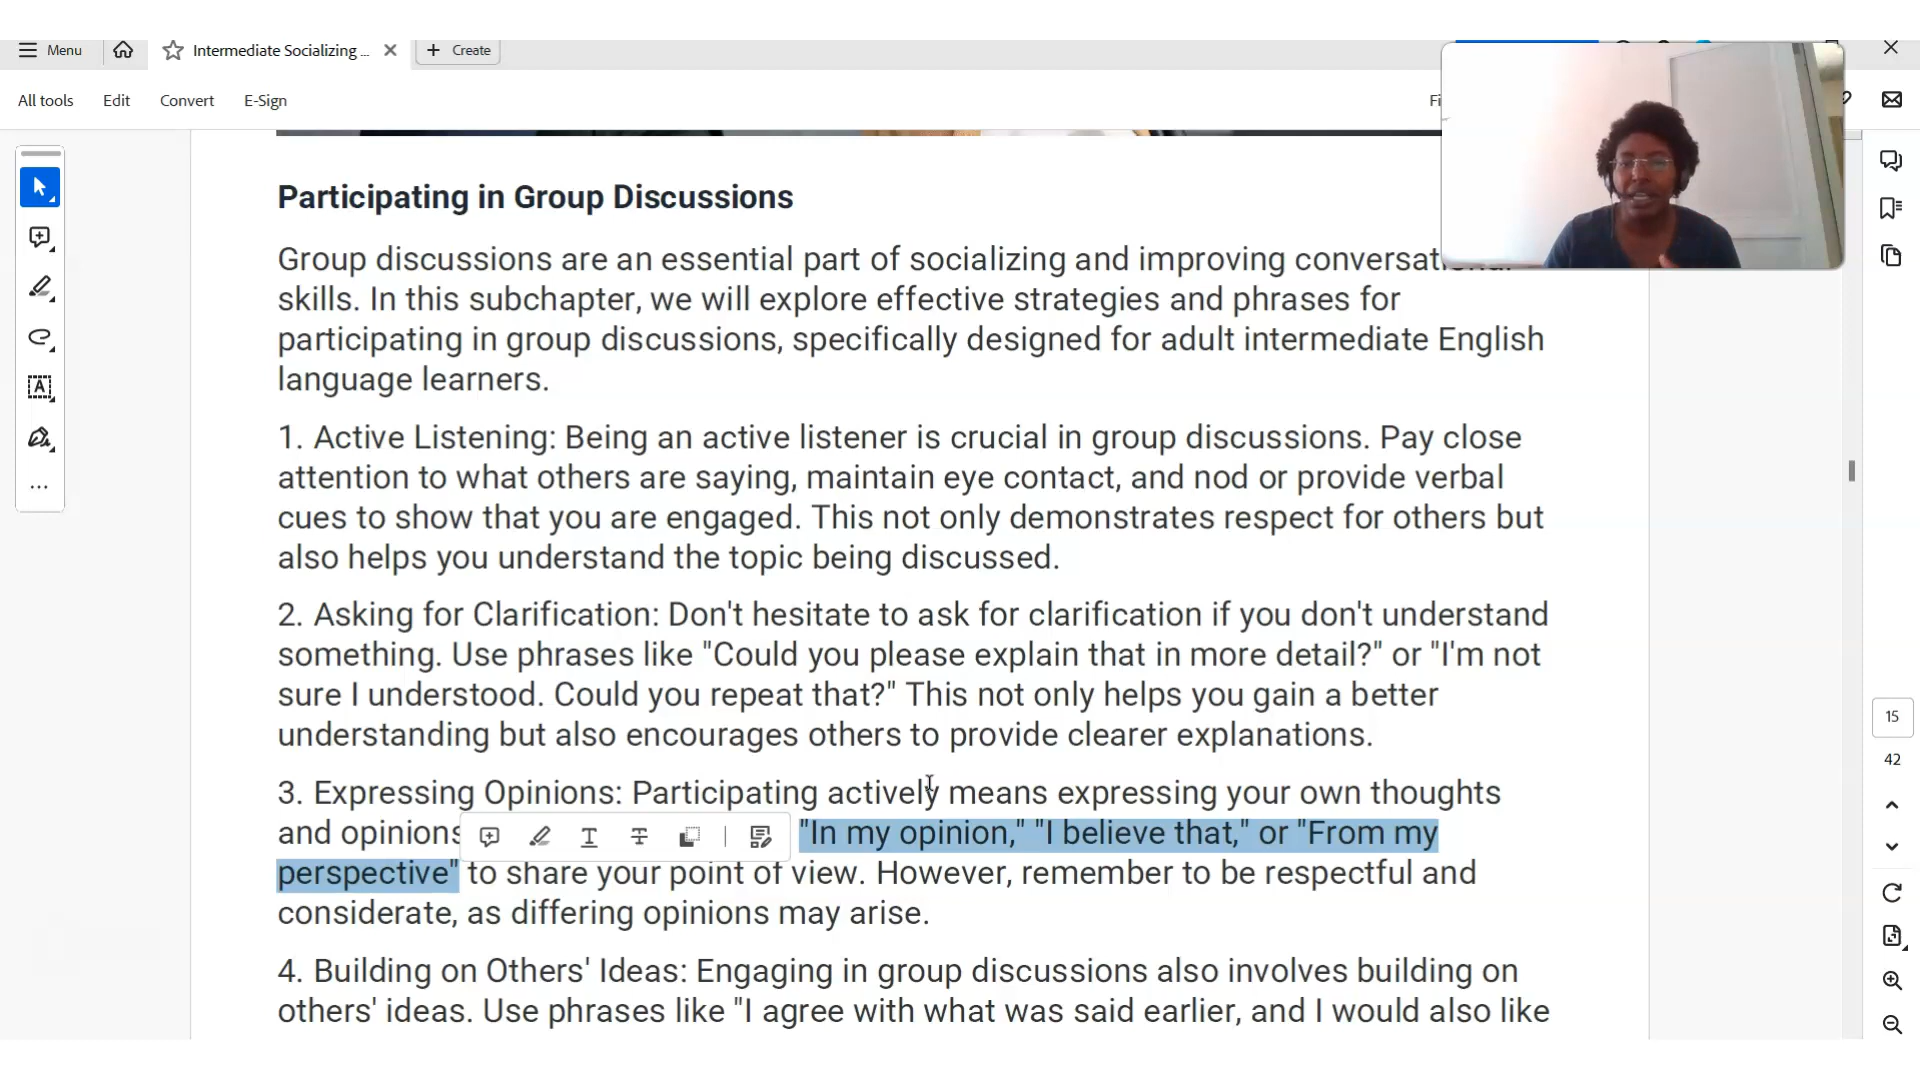 Menu
Intermediate Socializing ...
Create
All tools
Edit
Convert
E-Sign
Participating in Group Discussions
Group discussions are an essential part of socializing and improving
skills. In this subchapter, we will explore effective strategies and phrases for
participating in group discussions, specifically designed for adult intermediate English
language learners.
1. Active Listening: Being an active listener is crucial in group discussions. Pay close
attention to what others are saying, maintain eye contact, and nod or provide verbal
cues to show that you are engaged. This not only demonstrates respect for others but
also helps you understand the topic being discussed.
2. Asking for Clarification: Don't hesitate to ask for clarification if you don't understand
something. Use phrases like "Could you please explain that in more detail?" or "I'm not
sure I understood. Could you repeat that?" This not only helps you gain a better
understanding but also encourages others to provide clearer explanations.
3. Expressing Opinions: Participating actively means expressing your own thoughts
and opinions "In my opinion," "I believe that," or "From my
perspective" to share your point of view. However, remember to be respectful and
considerate, as differing opinions may arise.
4. Building on Others' Ideas: Engaging in group discussions also involves building on
others' ideas. Use phrases like "I agree with what was said earlier, and I would also like
15
42